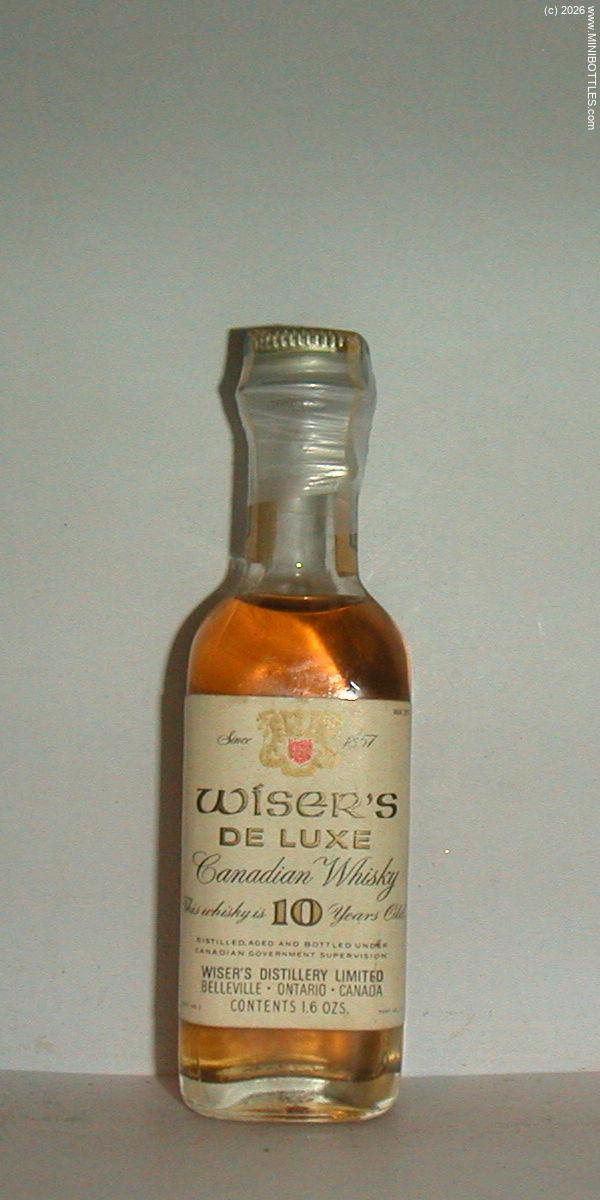 (c) 2026 www.MINIBOTTLES.com
Since 1857
Wiser's
DE LUXE
Canadian Whisky
This whisky is 10 Years Old
DISTILLED, AGED AND BOTTLED UNDER
CANADIAN GOVERNMENT SUPERVISION
WISER'S DISTILLERY LIMITED
BELLEVILLE · ONTARIO · CANADA
CONTENTS 1.6 OZS.